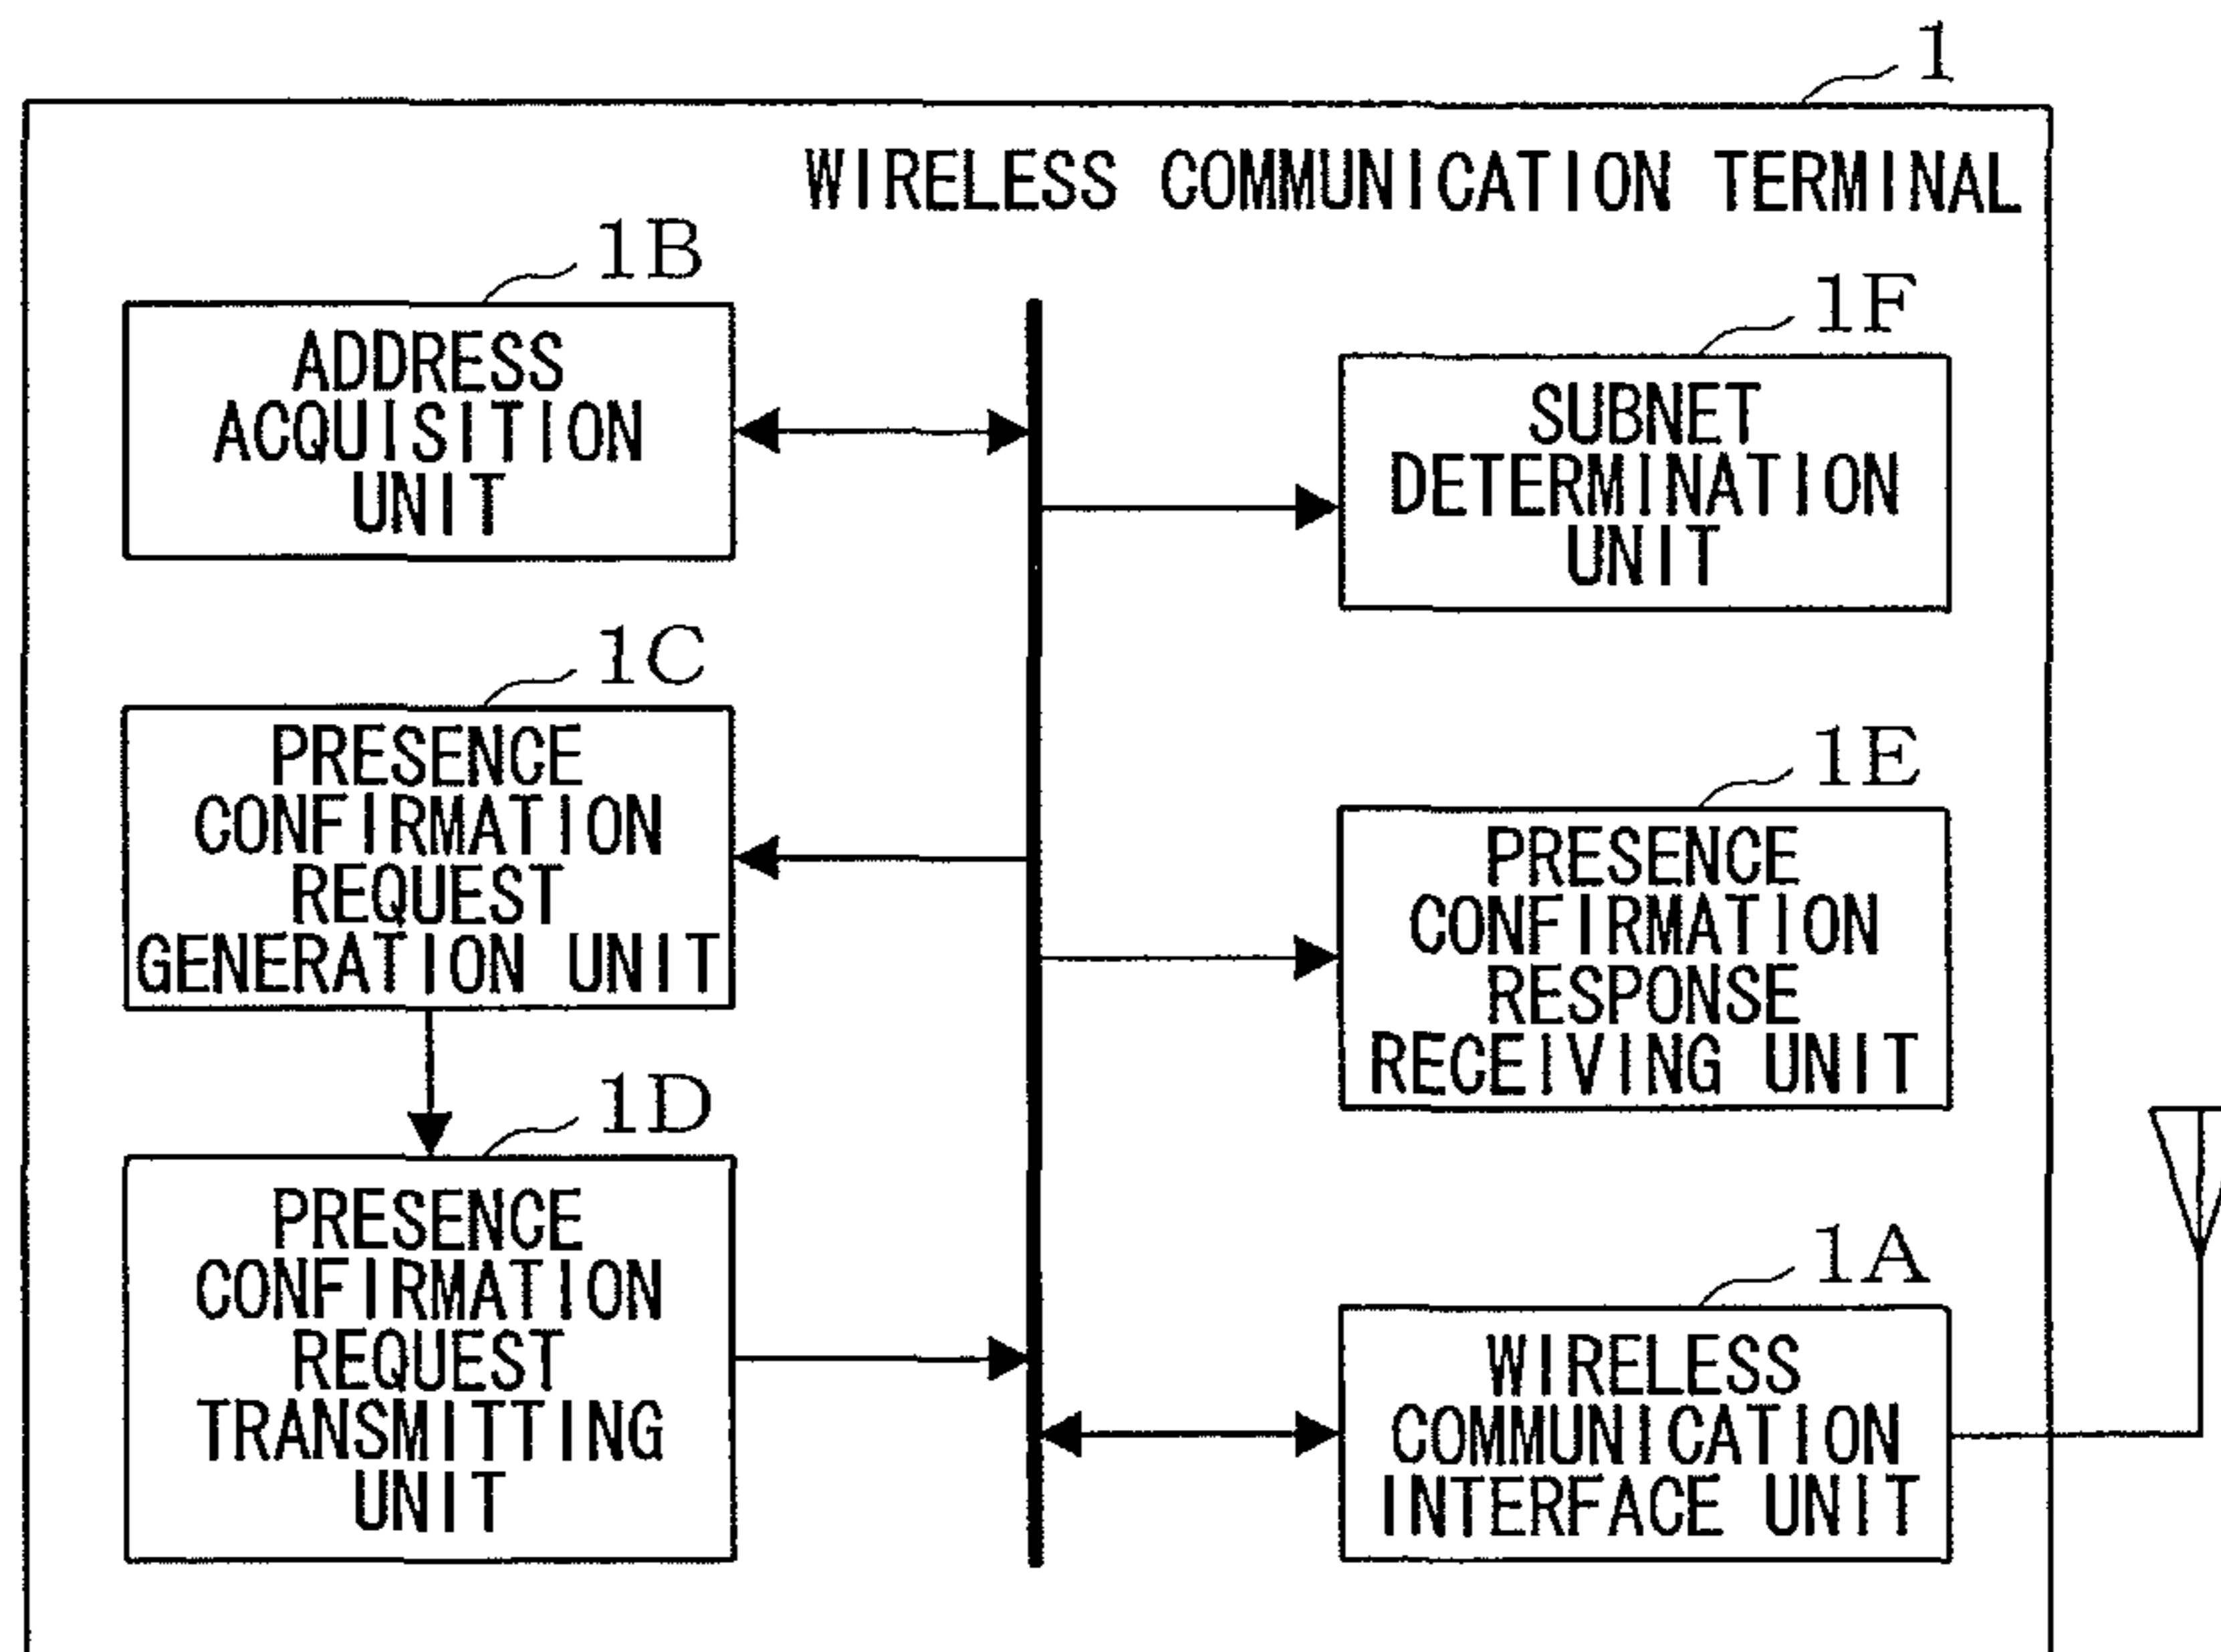 1
WIRELESS COMMUNICATION TERMINAL
1B
ADDRESS
ACQUISITION
UNIT
1C
PRESENCE
CONFIRMATION
REQUEST
GENERATION UNIT
1D
PRESENCE
CONFIRMATION
REQUEST
TRANSMITTING
UNIT
1F
SUBNET
DETERMINATION
UNIT
1E
PRESENCE
CONFIRMATION
RESPONSE
RECEIVING UNIT
1A
WIRELESS
COMMUNICATION
INTERFACE UNIT